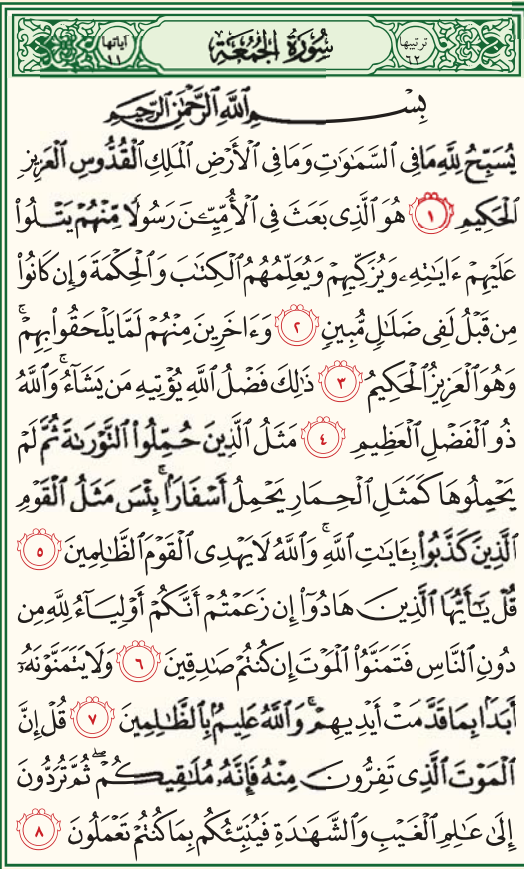 ترتيبها ٦٢ سُورَةُ الجُمُعَةِ آياتها ١١
بِسْمِ ٱللَّهِ ٱلرَّحْمَٰنِ ٱلرَّحِيمِ
يُسَبِّحُ لِلَّهِ مَا فِى ٱلسَّمَٰوَٰتِ وَمَا فِى ٱلْأَرْضِ ٱلْمَلِكِ ٱلْقُدُّوسِ ٱلْعَزِيزِ
ٱلْحَكِيمِ ١ هُوَ ٱلَّذِى بَعَثَ فِى ٱلْأُمِّيِّـۧنَ رَسُولًا مِّنْهُمْ يَتْلُوا۟
عَلَيْهِمْ ءَايَٰتِهِۦ وَيُزَكِّيهِمْ وَيُعَلِّمُهُمُ ٱلْكِتَٰبَ وَٱلْحِكْمَةَ وَإِن كَانُوا۟
مِن قَبْلُ لَفِى ضَلَٰلٍ مُّبِينٍ ٢ وَءَاخَرِينَ مِنْهُمْ لَمَّا يَلْحَقُوا۟ بِهِمْ ۚ
وَهُوَ ٱلْعَزِيزُ ٱلْحَكِيمُ ٣ ذَٰلِكَ فَضْلُ ٱللَّهِ يُؤْتِيهِ مَن يَشَآءُ ۚ وَٱللَّهُ
ذُو ٱلْفَضْلِ ٱلْعَظِيمِ ٤ مَثَلُ ٱلَّذِينَ حُمِّلُوا۟ ٱلتَّوْرَىٰةَ ثُمَّ لَمْ
يَحْمِلُوهَا كَمَثَلِ ٱلْحِمَارِ يَحْمِلُ أَسْفَارًۢا ۚ بِئْسَ مَثَلُ ٱلْقَوْمِ
ٱلَّذِينَ كَذَّبُوا۟ بِـَٔايَٰتِ ٱللَّهِ ۚ وَٱللَّهُ لَا يَهْدِى ٱلْقَوْمَ ٱلظَّٰلِمِينَ ٥
قُلْ يَٰٓأَيُّهَا ٱلَّذِينَ هَادُوٓا۟ إِن زَعَمْتُمْ أَنَّكُمْ أَوْلِيَآءُ لِلَّهِ مِن
دُونِ ٱلنَّاسِ فَتَمَنَّوُا۟ ٱلْمَوْتَ إِن كُنتُمْ صَٰدِقِينَ ٦ وَلَا يَتَمَنَّوْنَهُۥٓ
أَبَدًۢا بِمَا قَدَّمَتْ أَيْدِيهِمْ ۚ وَٱللَّهُ عَلِيمٌۢ بِٱلظَّٰلِمِينَ ٧ قُلْ إِنَّ
ٱلْمَوْتَ ٱلَّذِى تَفِرُّونَ مِنْهُ فَإِنَّهُۥ مُلَٰقِيكُمْ ۖ ثُمَّ تُرَدُّونَ
إِلَىٰ عَٰلِمِ ٱلْغَيْبِ وَٱلشَّهَٰدَةِ فَيُنَبِّئُكُم بِمَا كُنتُمْ تَعْمَلُونَ ٨